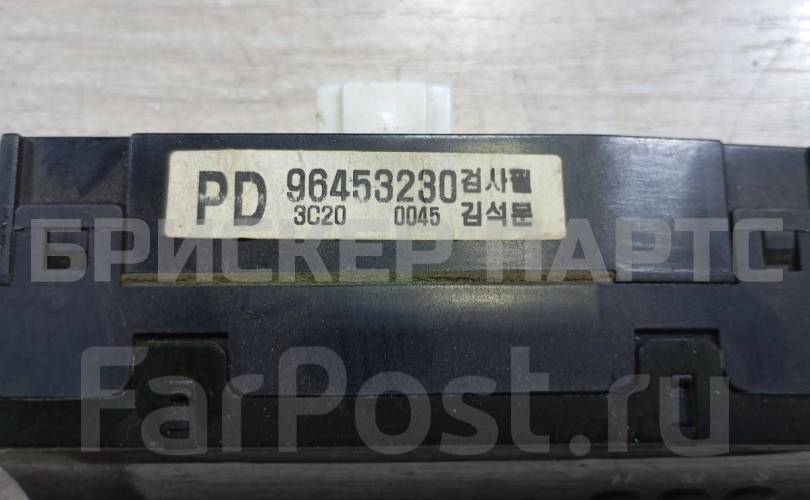 PD 96453230 검사필
3C20 0045 김석문
БРИСКЕР ПАРТС
FarPost.ru